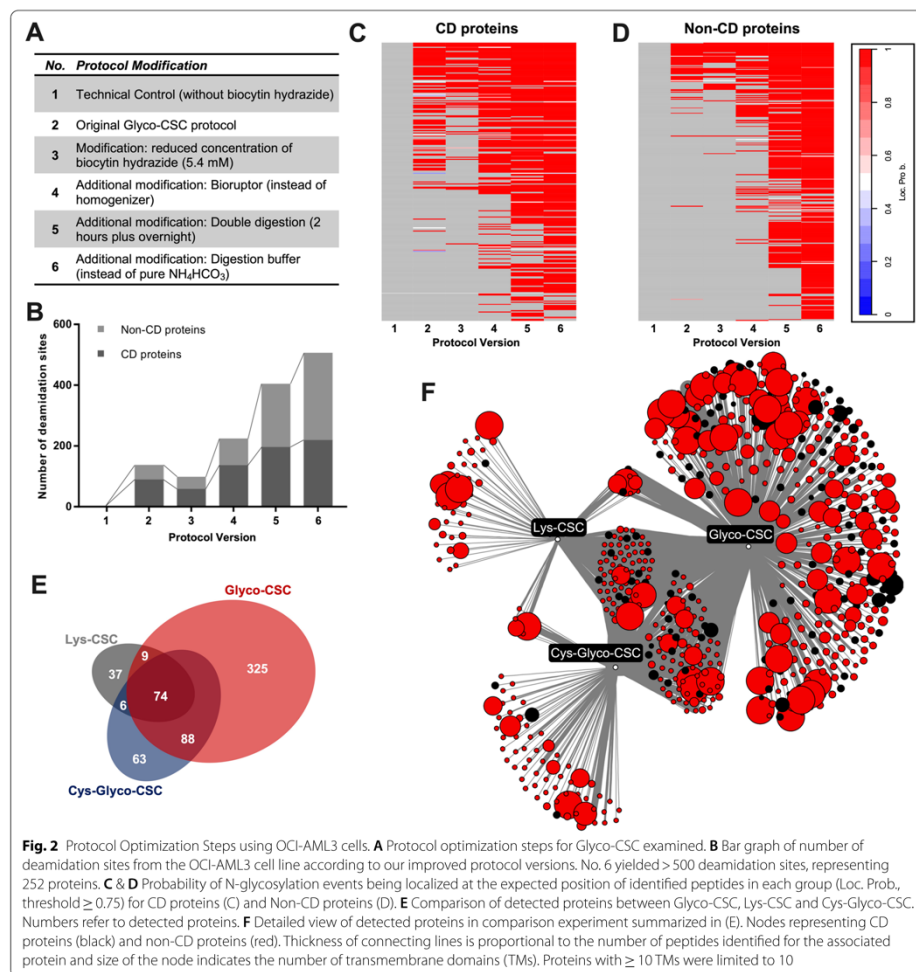 A
No. Protocol Modification
1 Technical Control (without biocytin hydrazide)
2 Original Glyco-CSC protocol
3 Modification: reduced concentration of
biocytin hydrazide (5.4 mM)
4 Additional modification: Bioruptor (instead of
homogenizer)
5 Additional modification: Double digestion (2
hours plus overnight)
6 Additional modification: Digestion buffer
(instead of pure NH₄HCO₃)
B
Number of deamidation sites
600
400
200
0
Non-CD proteins
CD proteins
1 2 3 4 5 6
Protocol Version
C
CD proteins
1 2 3 4 5 6
Protocol Version
D
Non-CD proteins
1 2 3 4 5 6
Protocol Version
Loc. Pro b.
1
0.8
0.6
0.4
0.2
0
E
Glyco-CSC
Lys-CSC
9
325
37
74
6
88
63
Cys-Glyco-CSC
F
Lys-CSC
Glyco-CSC
Cys-Glyco-CSC
Fig. 2 Protocol Optimization Steps using OCI-AML3 cells. A Protocol optimization steps for Glyco-CSC examined. B Bar graph of number of
deamidation sites from the OCI-AML3 cell line according to our improved protocol versions. No. 6 yielded > 500 deamidation sites, representing
252 proteins. C & D Probability of N-glycosylation events being localized at the expected position of identified peptides in each group (Loc. Prob.,
threshold ≥ 0.75) for CD proteins (C) and Non-CD proteins (D). E Comparison of detected proteins between Glyco-CSC, Lys-CSC and Cys-Glyco-CSC.
Numbers refer to detected proteins. F Detailed view of detected proteins in comparison experiment summarized in (E). Nodes representing CD
proteins (black) and non-CD proteins (red). Thickness of connecting lines is proportional to the number of peptides identified for the associated
protein and size of the node indicates the number of transmembrane domains (TMs). Proteins with ≥ 10 TMs were limited to 10